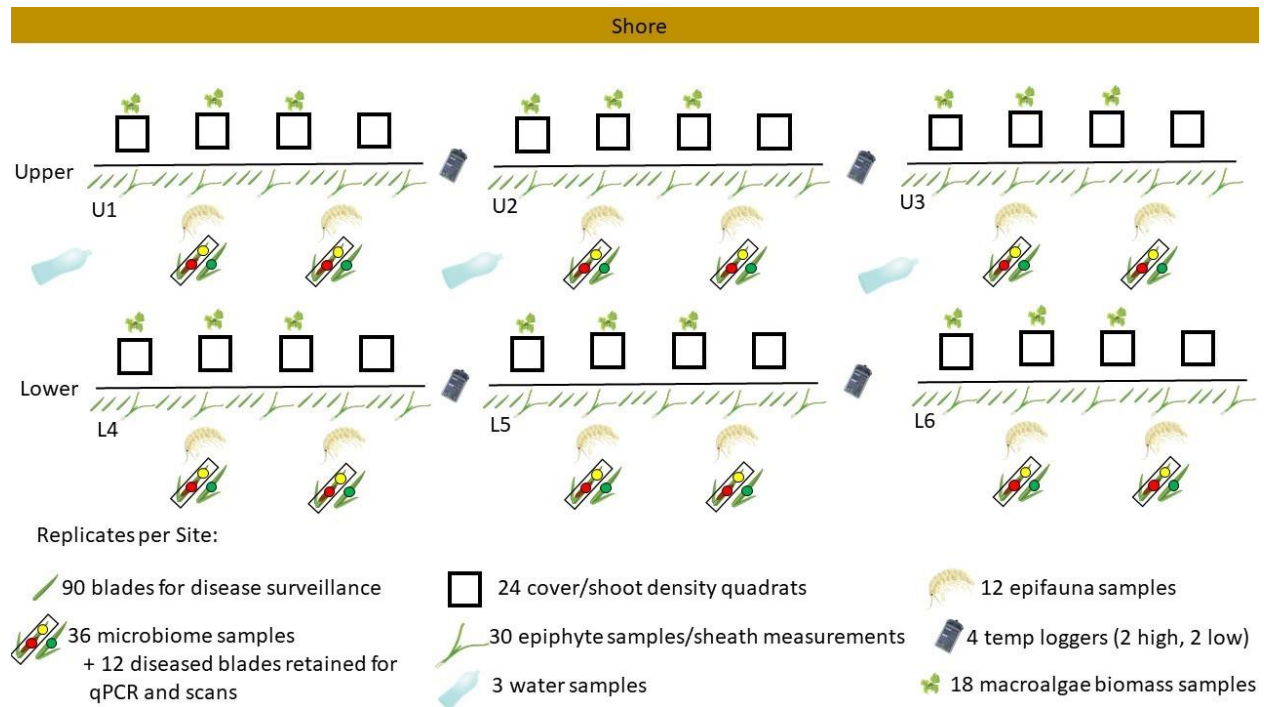 Shore
Upper
U1
U2
U3
Lower
L4
L5
L6
Replicates per Site:
90 blades for disease surveillance
24 cover/shoot density quadrats
12 epifauna samples
36 microbiome samples
+ 12 diseased blades retained for
qPCR and scans
30 epiphyte samples/sheath measurements
4 temp loggers (2 high, 2 low)
3 water samples
18 macroalgae biomass samples